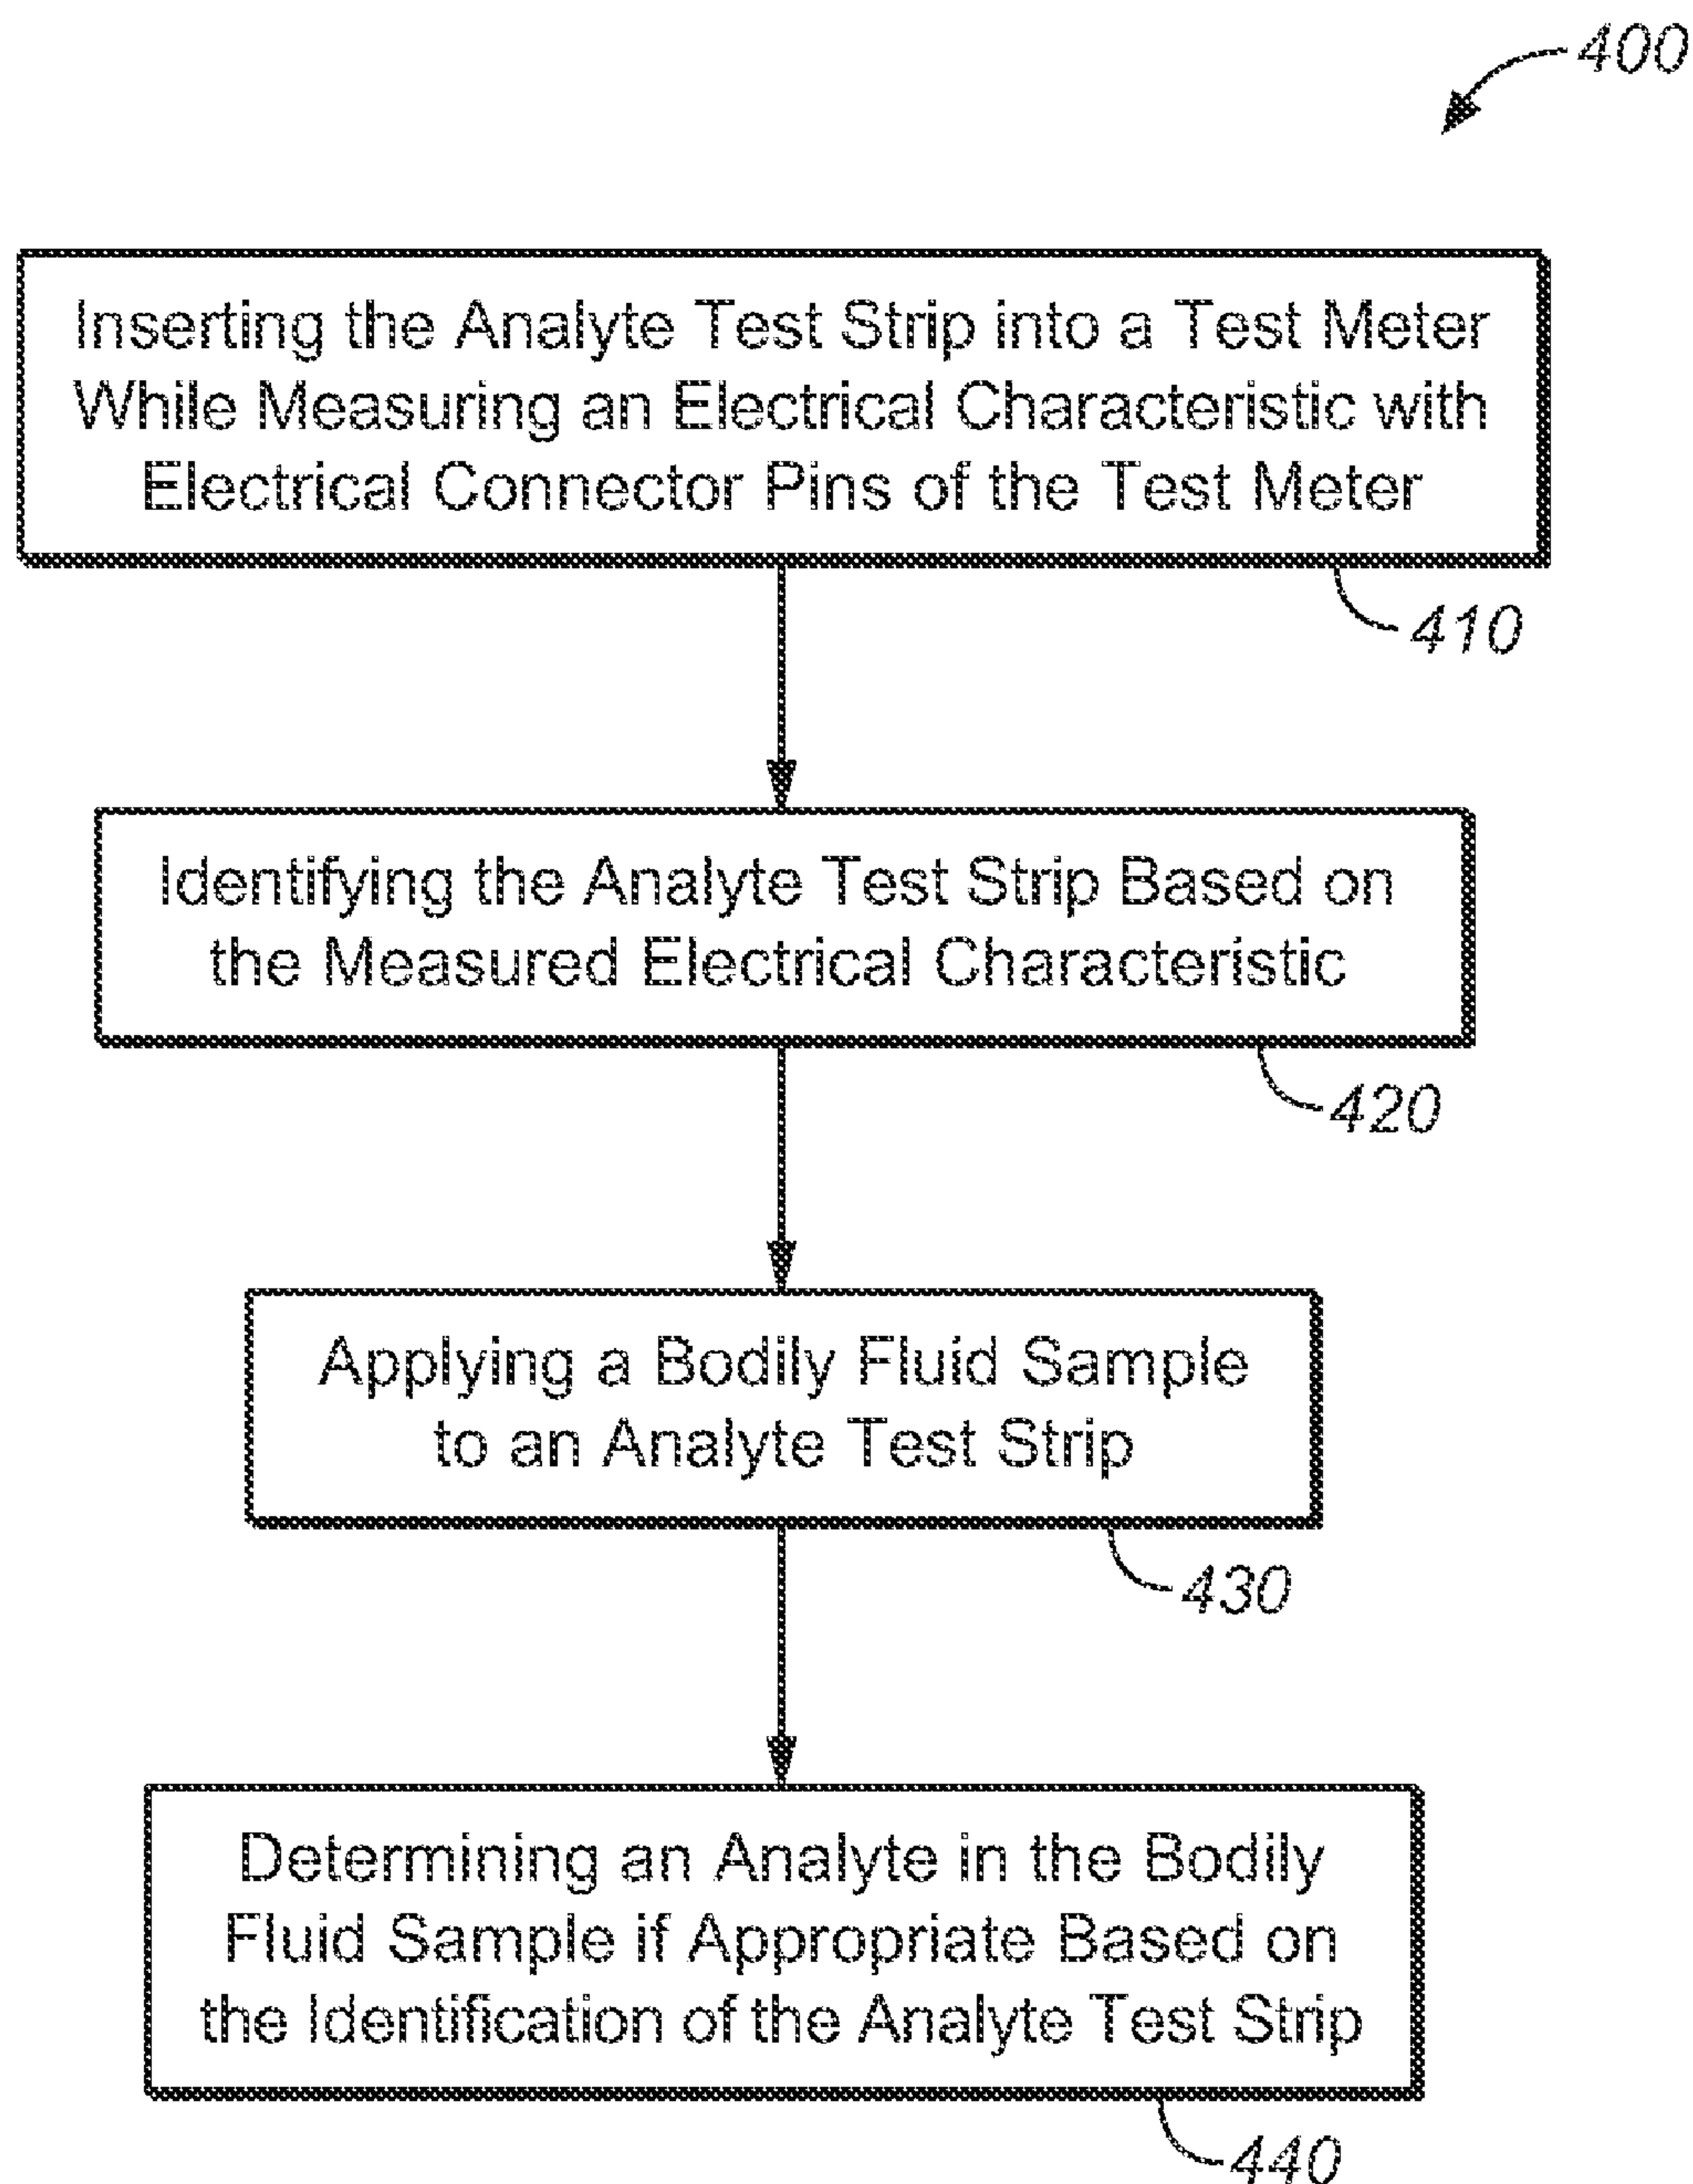 400
Inserting the Analyte Test Strip into a Test Meter
While Measuring an Electrical Characteristic with
Electrical Connector Pins of the Test Meter
410
Identifying the Analyte Test Strip Based on
the Measured Electrical Characteristic
420
Applying a Bodily Fluid Sample
to an Analyte Test Strip
430
Determining an Analyte in the Bodily
Fluid Sample if Appropriate Based on
the Identification of the Analyte Test Strip
440